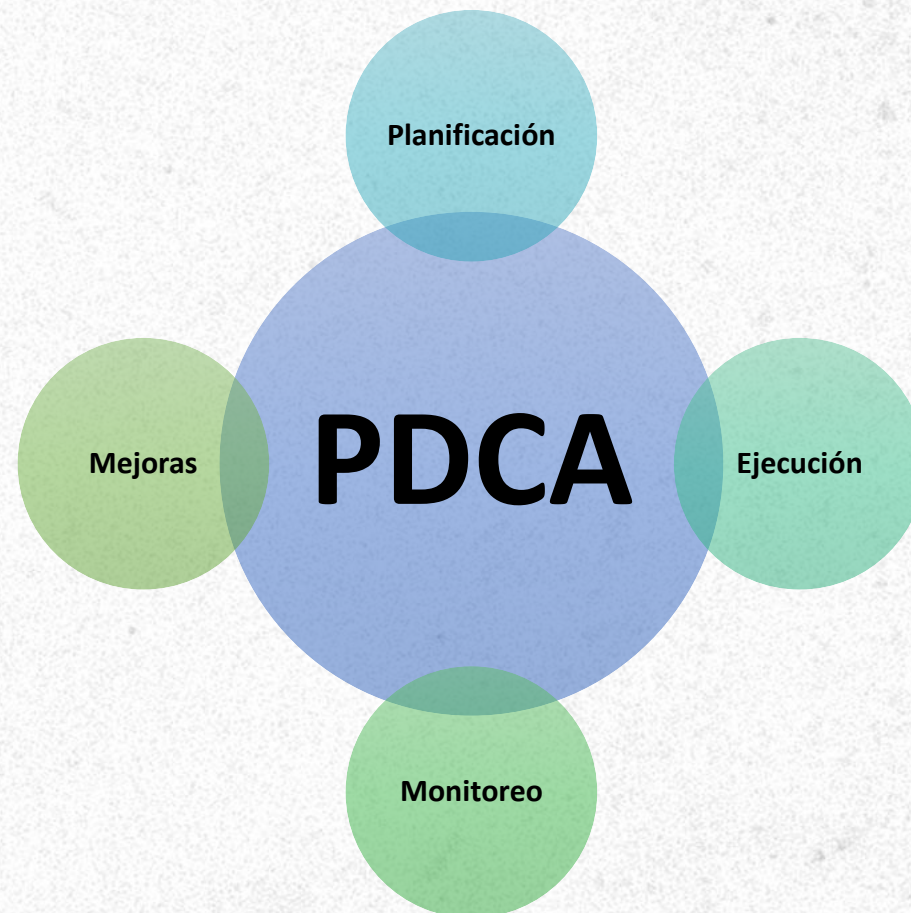 Planificación
Mejoras
PDCA
Ejecución
Monitoreo